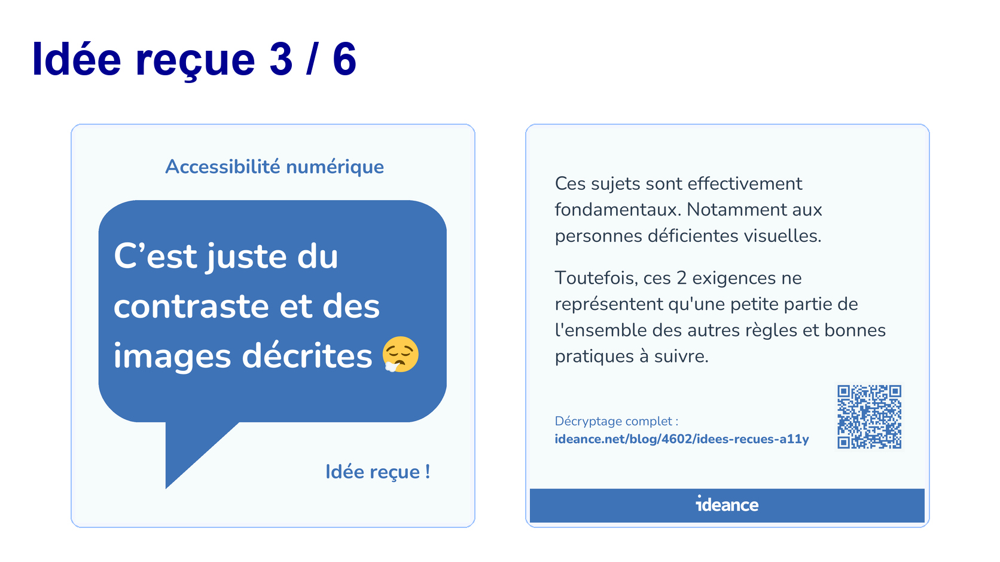 Idée reçue 3 / 6
Accessibilité numérique
C’est juste du
contraste et des
images décrites 😮‍💨
Idée reçue !
Ces sujets sont effectivement
fondamentaux. Notamment aux
personnes déficientes visuelles.
Toutefois, ces 2 exigences ne
représentent qu'une petite partie de
l'ensemble des autres règles et bonnes
pratiques à suivre.
Décryptage complet :
ideance.net/blog/4602/idees-recues-a11y
ideance